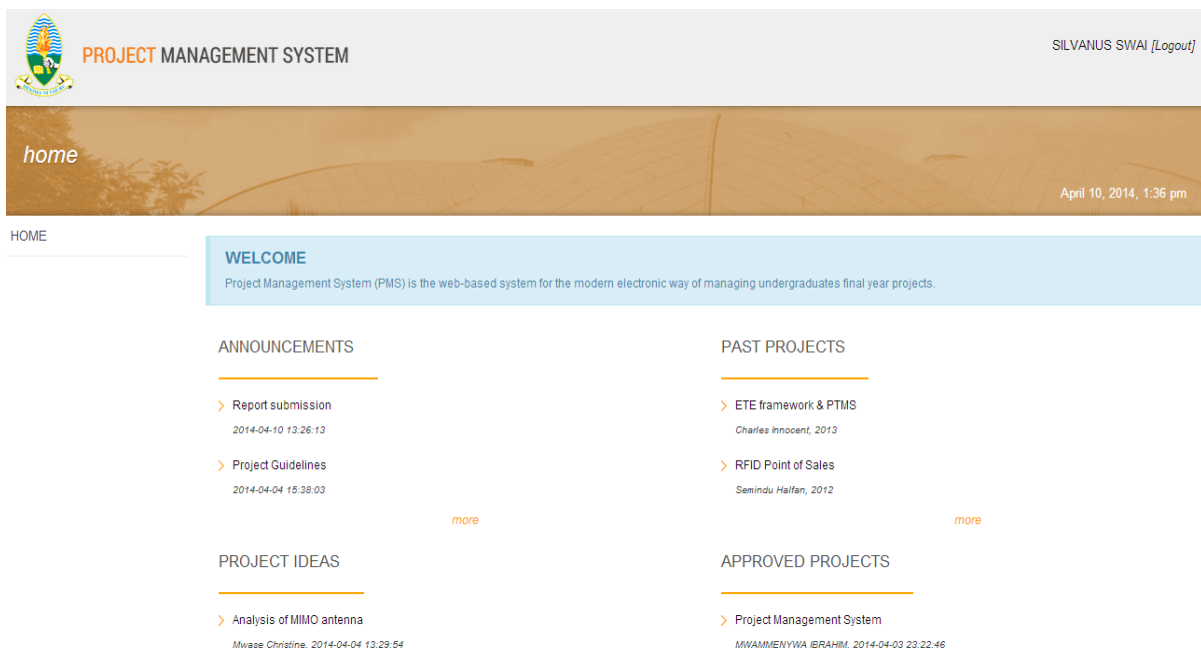 PROJECT MANAGEMENT SYSTEM
SILVANUS SWAI [Logout]
home
April 10, 2014, 1:36 pm
HOME
WELCOME
Project Management System (PMS) is the web-based system for the modern electronic way of managing undergraduates final year projects.
ANNOUNCEMENTS
Report submission
2014-04-10 13:26:13
Project Guidelines
2014-04-04 15:38:03
more
PAST PROJECTS
ETE framework & PTMS
Charles Innocent, 2013
RFID Point of Sales
Semindu Halfan, 2012
more
PROJECT IDEAS
Analysis of MIMO antenna
Mwase Christine, 2014-04-04 13:29:54
APPROVED PROJECTS
Project Management System
MWAMMENYWA IBRAHIM, 2014-04-03 23:22:46